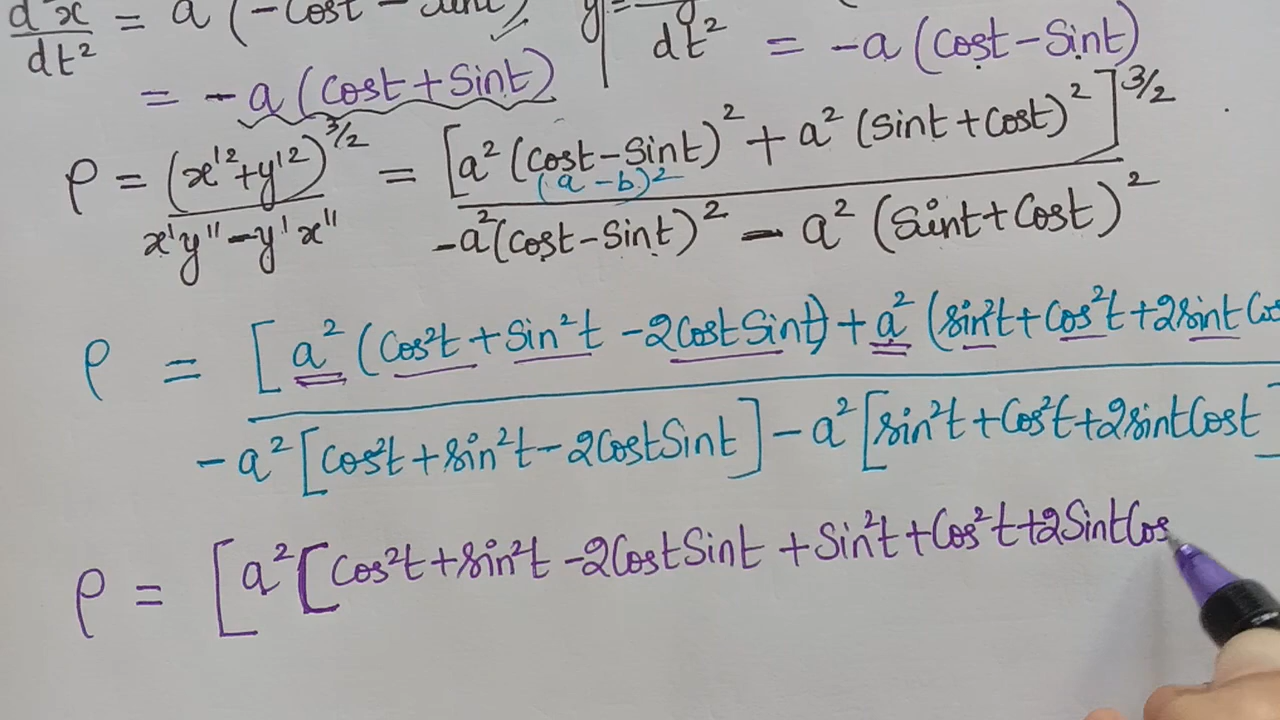 d²x/dt² = a(-Cost - Sint)
= -a(Cost+Sint)
dt² = -a(Cost-Sint)
ρ = (x'²+y'²)^3/2 / x'y"-y'x" = [a²(Cost-Sint)² + a²(Sint+Cost)²]^3/2 / -a²(Cost-Sint)² - a²(Sint+Cost)²
(a-b)²
ρ = [a²(Cos²t+Sin²t-2CostSint)+a²(sin²t+Cos²t+2sintCos / -a²[Cos²t+sin²t-2CostSint]-a²[sin²t+Cos²t+2sintCost]
ρ = [a²[Cos²t+sin²t-2CostSint+Sin²t+Cos²t+2SintCos